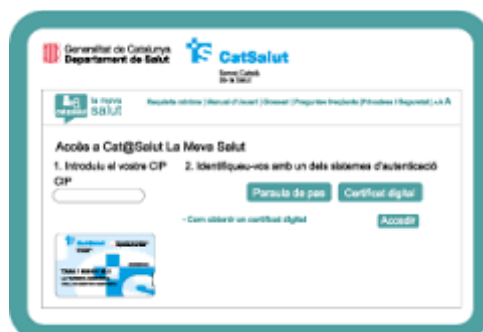 Generalitat de Catalunya
Departament de Salut
CatSalut
Servei Català
de la Salut
la meva
salut
Requisits mínims | Manual d'Usuari | Glossari | Preguntes freqüents | Privadesa i Seguretat | A
Accès a Cat@Salut La Meva Salut
1. Introduïu el vostre CIP
2. Identifiqueu-vos amb un dels sistemes d'autenticació
CIP
Paraula de pas
Certificat digital
- Com obtenir un certificat digital
Accedir
CatSalut